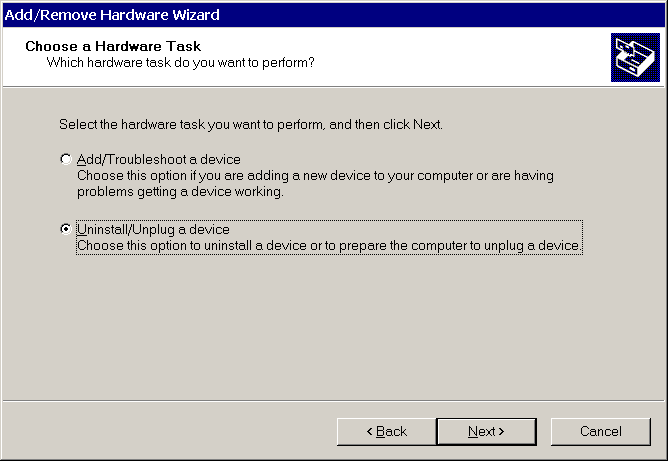 Add/Remove Hardware Wizard
Choose a Hardware Task
Which hardware task do you want to perform?
Select the hardware task you want to perform, and then click Next.
Add/Troubleshoot a device
Choose this option if you are adding a new device to your computer or are having
problems getting a device working.
Uninstall/Unplug a device
Choose this option to uninstall a device or to prepare the computer to unplug a device.
< Back
Next >
Cancel